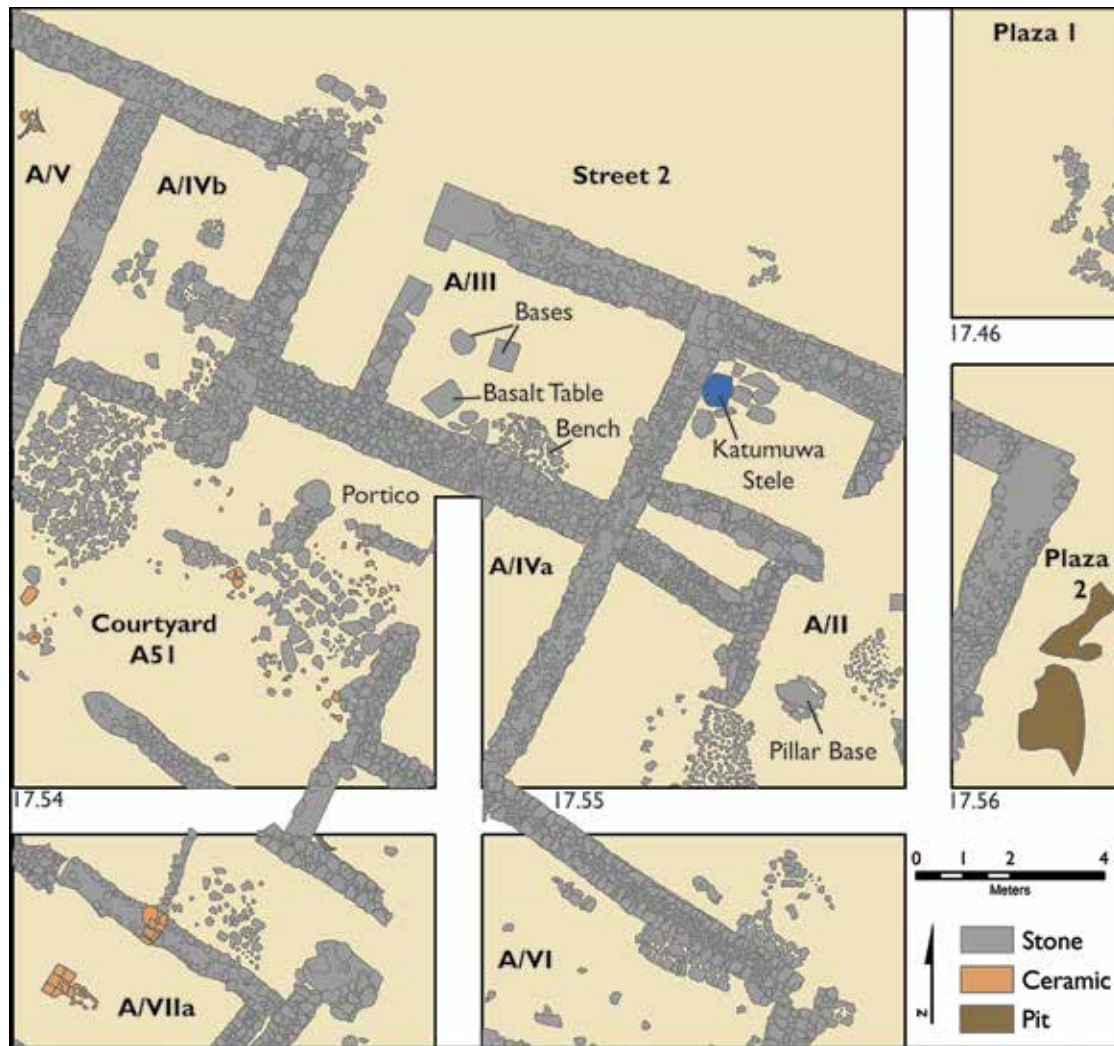 Plaza 1
A/V
A/IVb
Street 2
A/III
Bases
17.46
Basalt Table
Bench
Katumuwa
Stele
Portico
A/IVa
Plaza
2
Courtyard
A51
A/II
Pillar Base
17.54
17.55
17.56
0 1 2 4
Meters
Stone
A/VI
Ceramic
A/VIIa
z
Pit